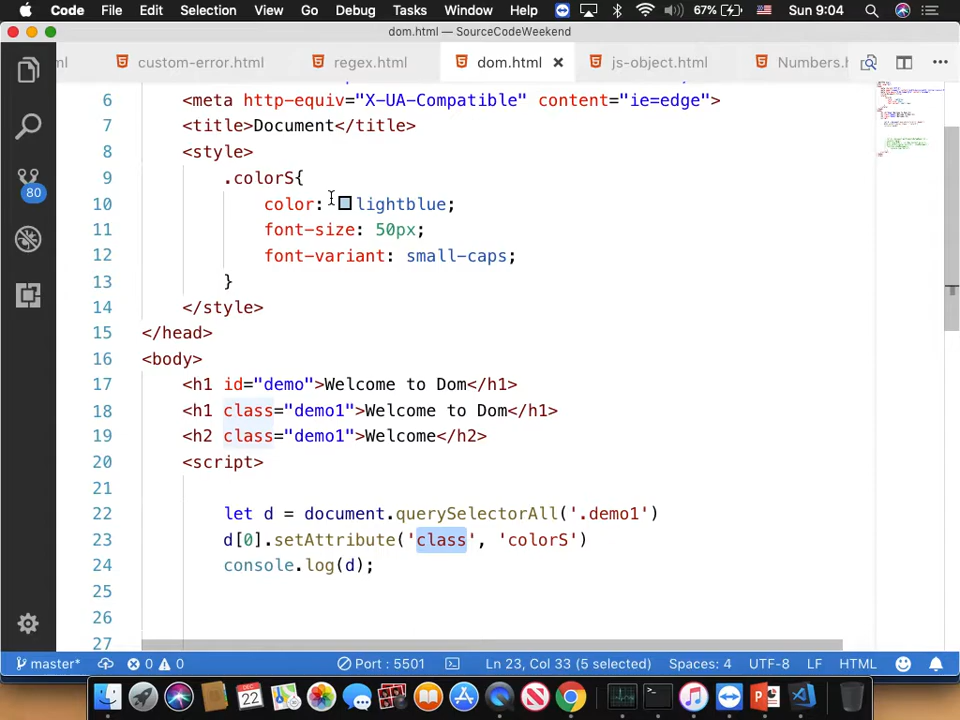 Code File Edit Selection View Go Debug Tasks Window Help 67% Sun 9:04
dom.html — SourceCodeWeekend
ml custom-error.html regex.html dom.html js-object.html Numbers.h
6 <meta http-equiv="X-UA-Compatible" content="ie=edge">
7 <title>Document</title>
8 <style>
9 .colorS{
10 color: lightblue;
11 font-size: 50px;
12 font-variant: small-caps;
13 }
14 </style>
15 </head>
16 <body>
17 <h1 id="demo">Welcome to Dom</h1>
18 <h1 class="demo1">Welcome to Dom</h1>
19 <h2 class="demo1">Welcome</h2>
20 <script>
21
22 let d = document.querySelectorAll('.demo1')
23 d[0].setAttribute('class', 'colorS')
24 console.log(d);
25
26
27
80
master* 0 0 Port : 5501 Ln 23, Col 33 (5 selected) Spaces: 4 UTF-8 LF HTML
DEC
22